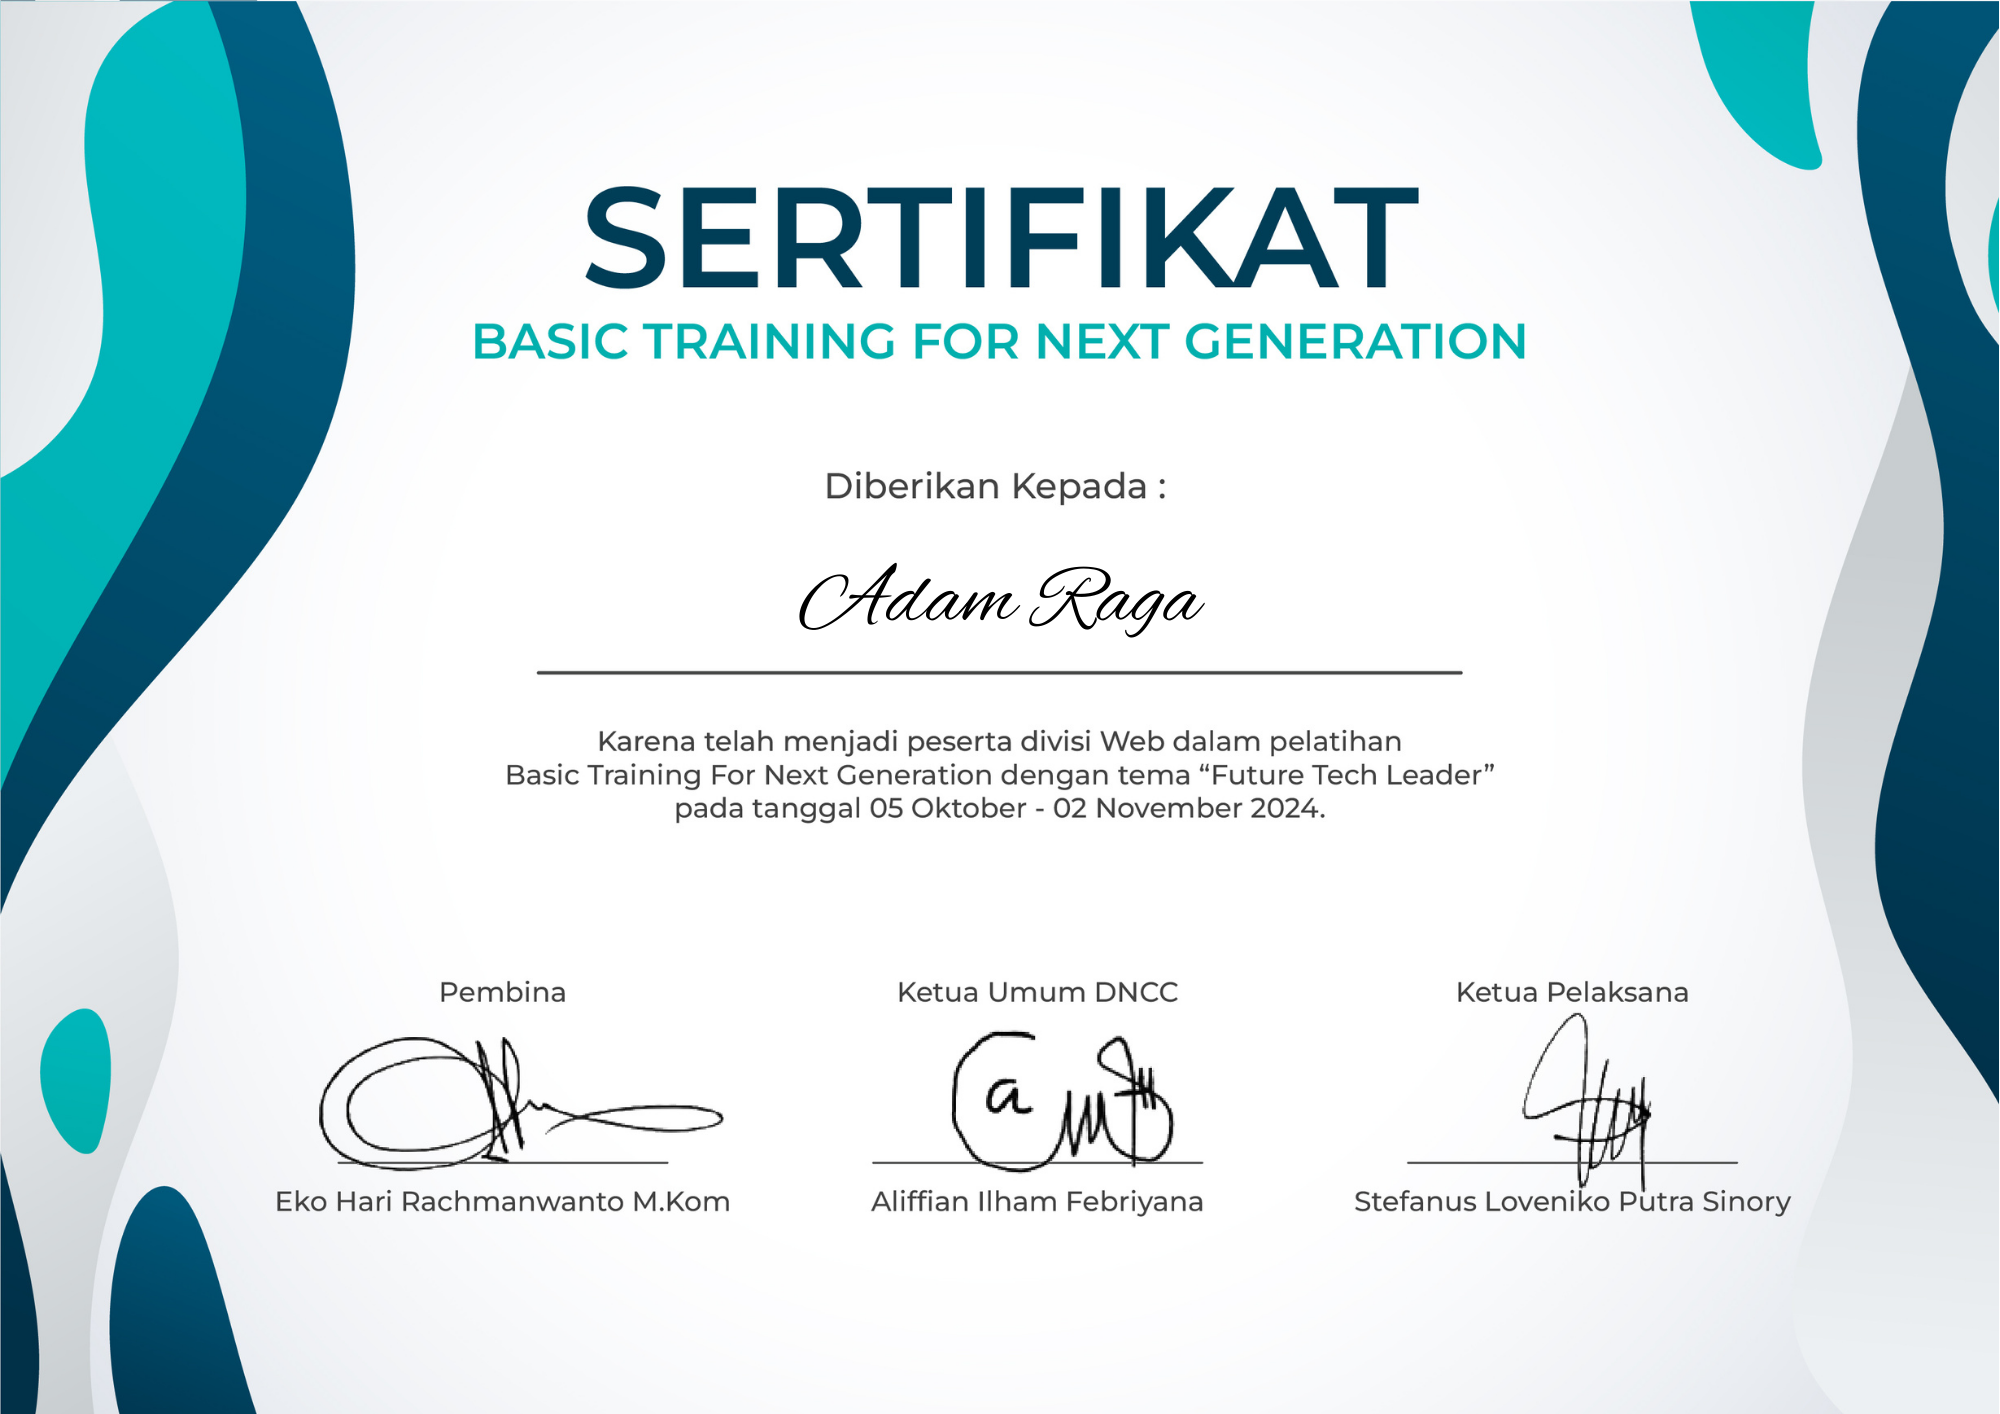 SERTIFIKAT
BASIC TRAINING FOR NEXT GENERATION
Diberikan Kepada :
Adam Raga
Karena telah menjadi peserta divisi Web dalam pelatihan
Basic Training For Next Generation dengan tema “Future Tech Leader”
pada tanggal 05 Oktober - 02 November 2024.
Pembina
Ketua Umum DNCC
Ketua Pelaksana
Eko Hari Rachmanwanto M.Kom
Aliffian Ilham Febriyana
Stefanus Loveniko Putra Sinory